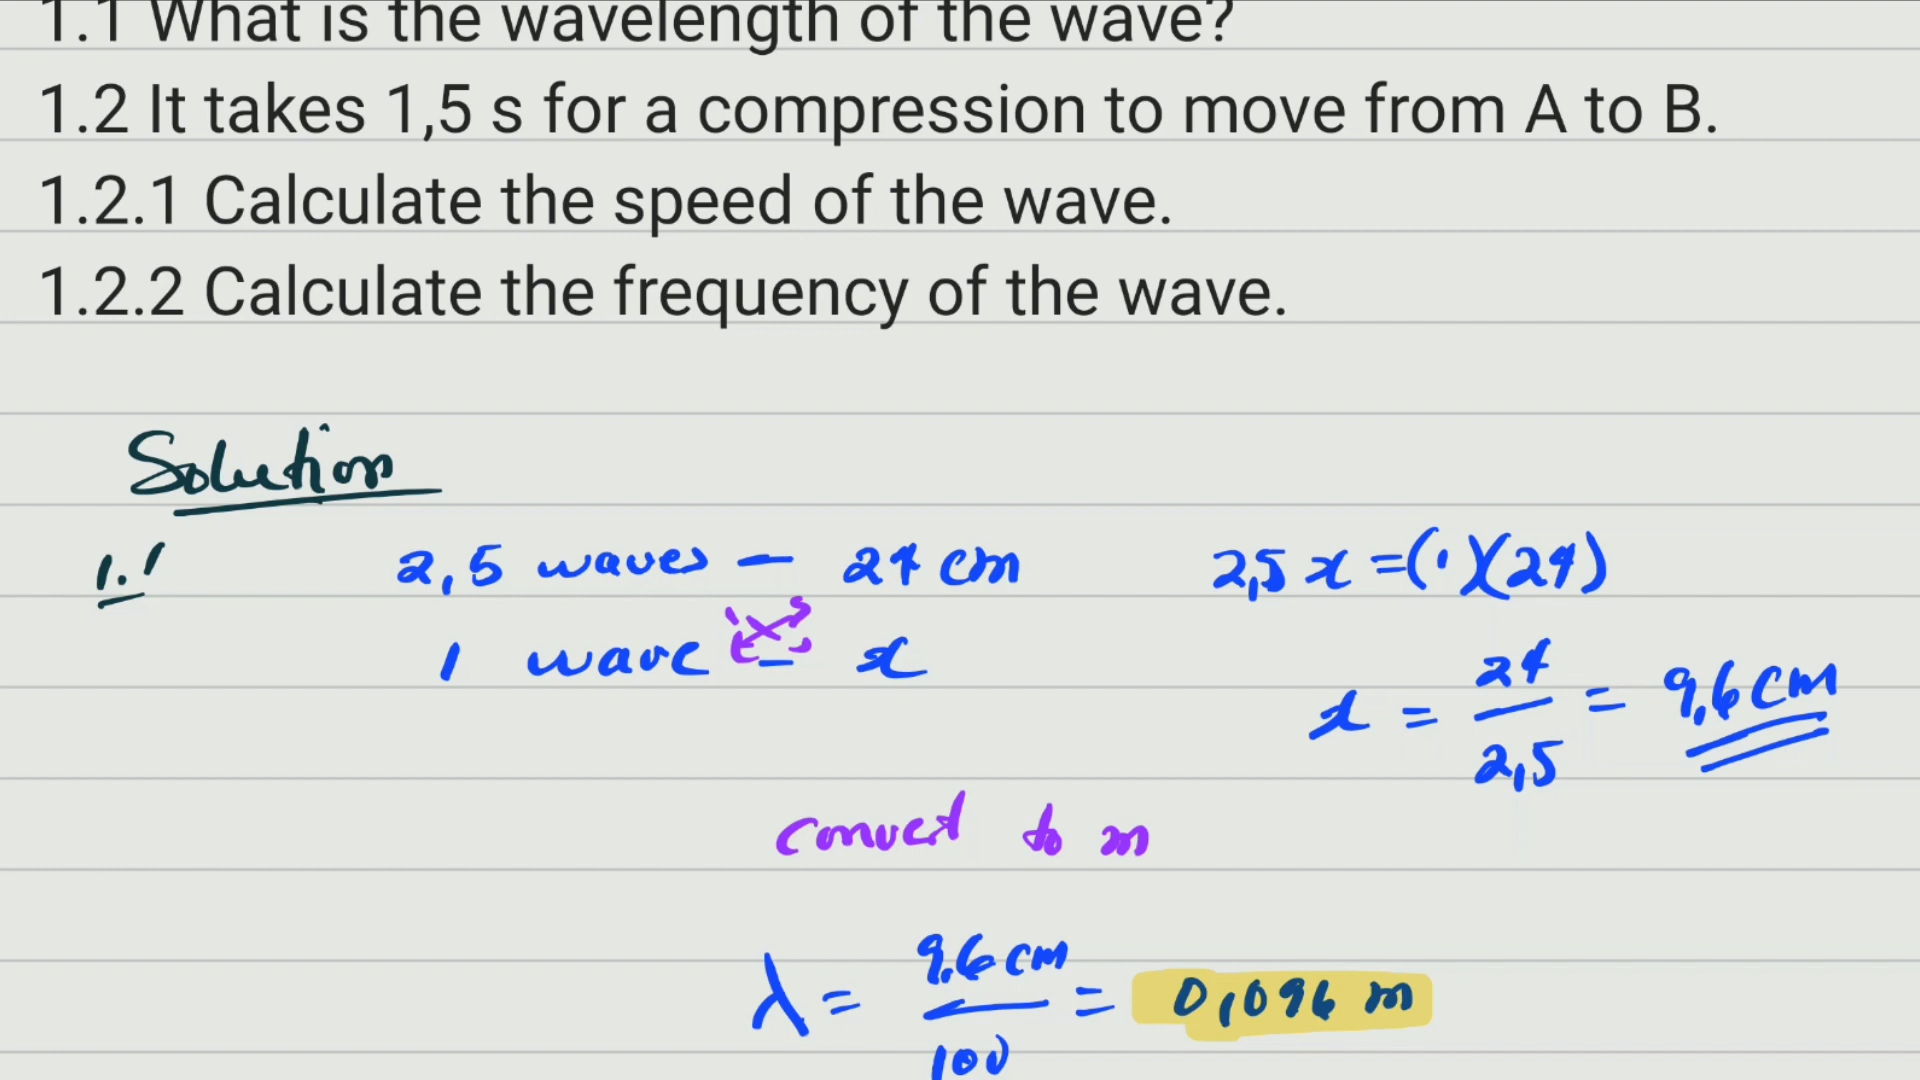 1.1 What is the wavelength of the wave?
1.2 It takes 1,5 s for a compression to move from A to B.
1.2.1 Calculate the speed of the wave.
1.2.2 Calculate the frequency of the wave.
Solution
1.1
2,5 waves – 24 cm
1 wave – x
2,5 x = (1)(24)
x = 24/2,5 = 9,6 cm
convert to m
λ = 9,6 cm/100 = 0,096 m